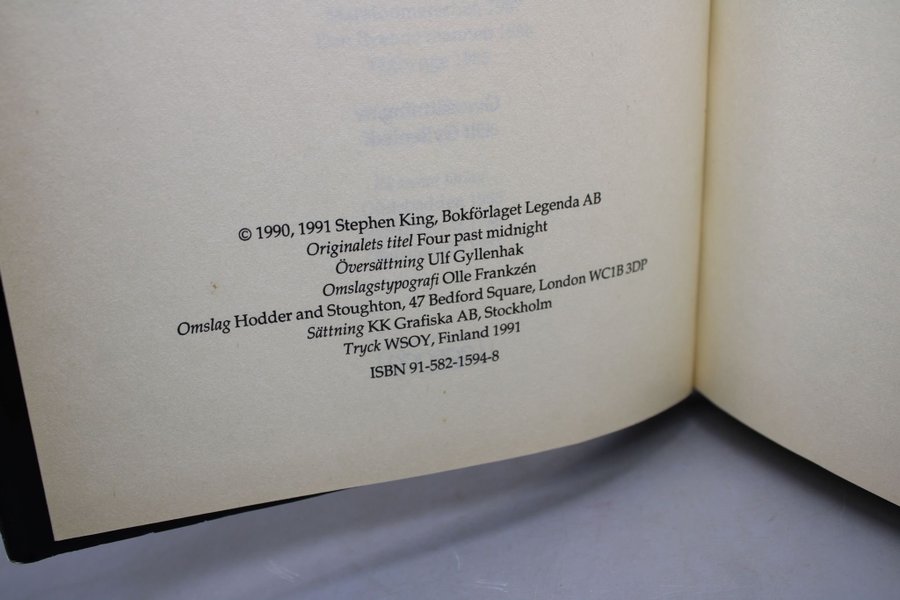 © 1990, 1991 Stephen King, Bokförlaget Legenda AB
Originalets titel Four past midnight
Översättning Ulf Gyllenhak
Omslagstypografi Olle Frankzén
Omslag Hodder and Stoughton, 47 Bedford Square, London WC1B 3DP
Sättning KK Grafiska AB, Stockholm
Tryck WSOY, Finland 1991
ISBN 91-582-1594-8